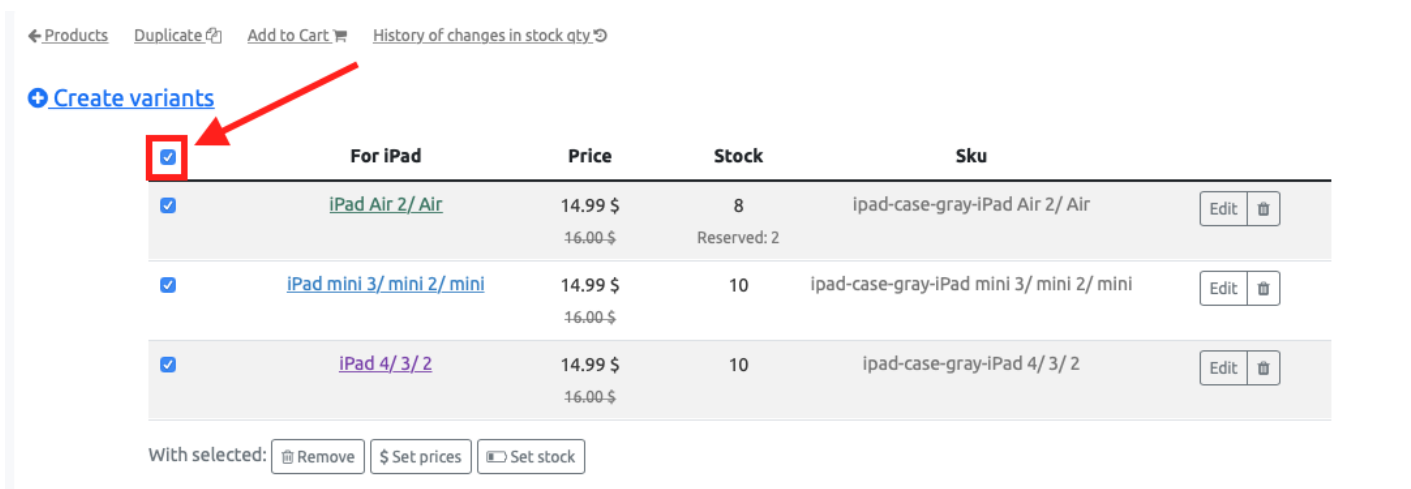 Products Duplicate Add to Cart History of changes in stock qty
Create variants
For iPad Price Stock Sku
iPad Air 2/ Air 14.99 $ 8 ipad-case-gray-iPad Air 2/ Air Edit
16.00 $ Reserved: 2
iPad mini 3/ mini 2/ mini 14.99 $ 10 ipad-case-gray-iPad mini 3/ mini 2/ mini Edit
16.00 $
iPad 4/ 3/ 2 14.99 $ 10 ipad-case-gray-iPad 4/ 3/ 2 Edit
16.00 $
With selected: Remove $ Set prices Set stock